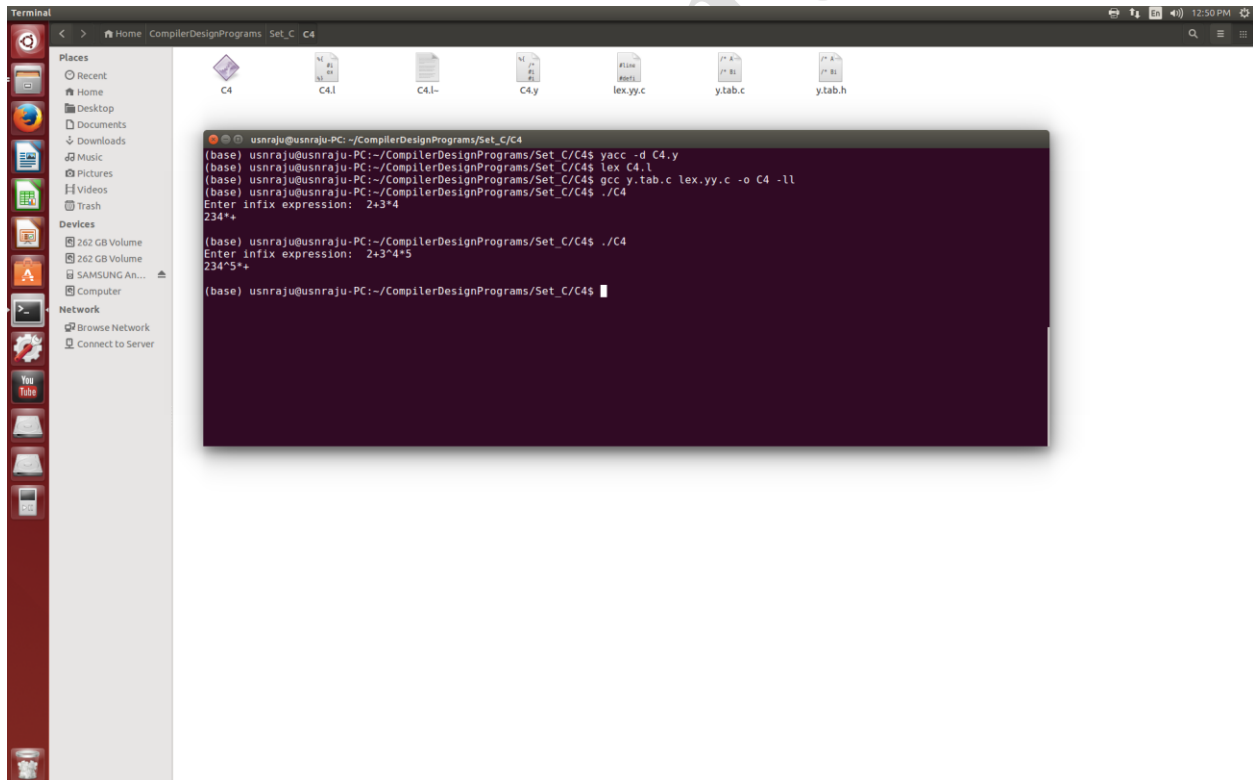 Terminal
En
12:50 PM
Home CompilerDesignPrograms Set_C C4
Places
Recent
Home
Desktop
Documents
Downloads
Music
Pictures
Videos
Trash
Devices
262 GB Volume
262 GB Volume
SAMSUNG An...
Computer
Network
Browse Network
Connect to Server
You
Tube
C4
C4.l
C4.l~
C4.y
lex.yy.c
y.tab.c
y.tab.h
usnraju@usnraju-PC: ~/CompilerDesignPrograms/Set_C/C4
(base) usnraju@usnraju-PC:~/CompilerDesignPrograms/Set_C/C4$ yacc -d C4.y
(base) usnraju@usnraju-PC:~/CompilerDesignPrograms/Set_C/C4$ lex C4.l
(base) usnraju@usnraju-PC:~/CompilerDesignPrograms/Set_C/C4$ gcc y.tab.c lex.yy.c -o C4 -ll
(base) usnraju@usnraju-PC:~/CompilerDesignPrograms/Set_C/C4$ ./C4
Enter infix expression:  2+3*4
234*+
(base) usnraju@usnraju-PC:~/CompilerDesignPrograms/Set_C/C4$ ./C4
Enter infix expression:  2+3^4*5
234^5*+
(base) usnraju@usnraju-PC:~/CompilerDesignPrograms/Set_C/C4$